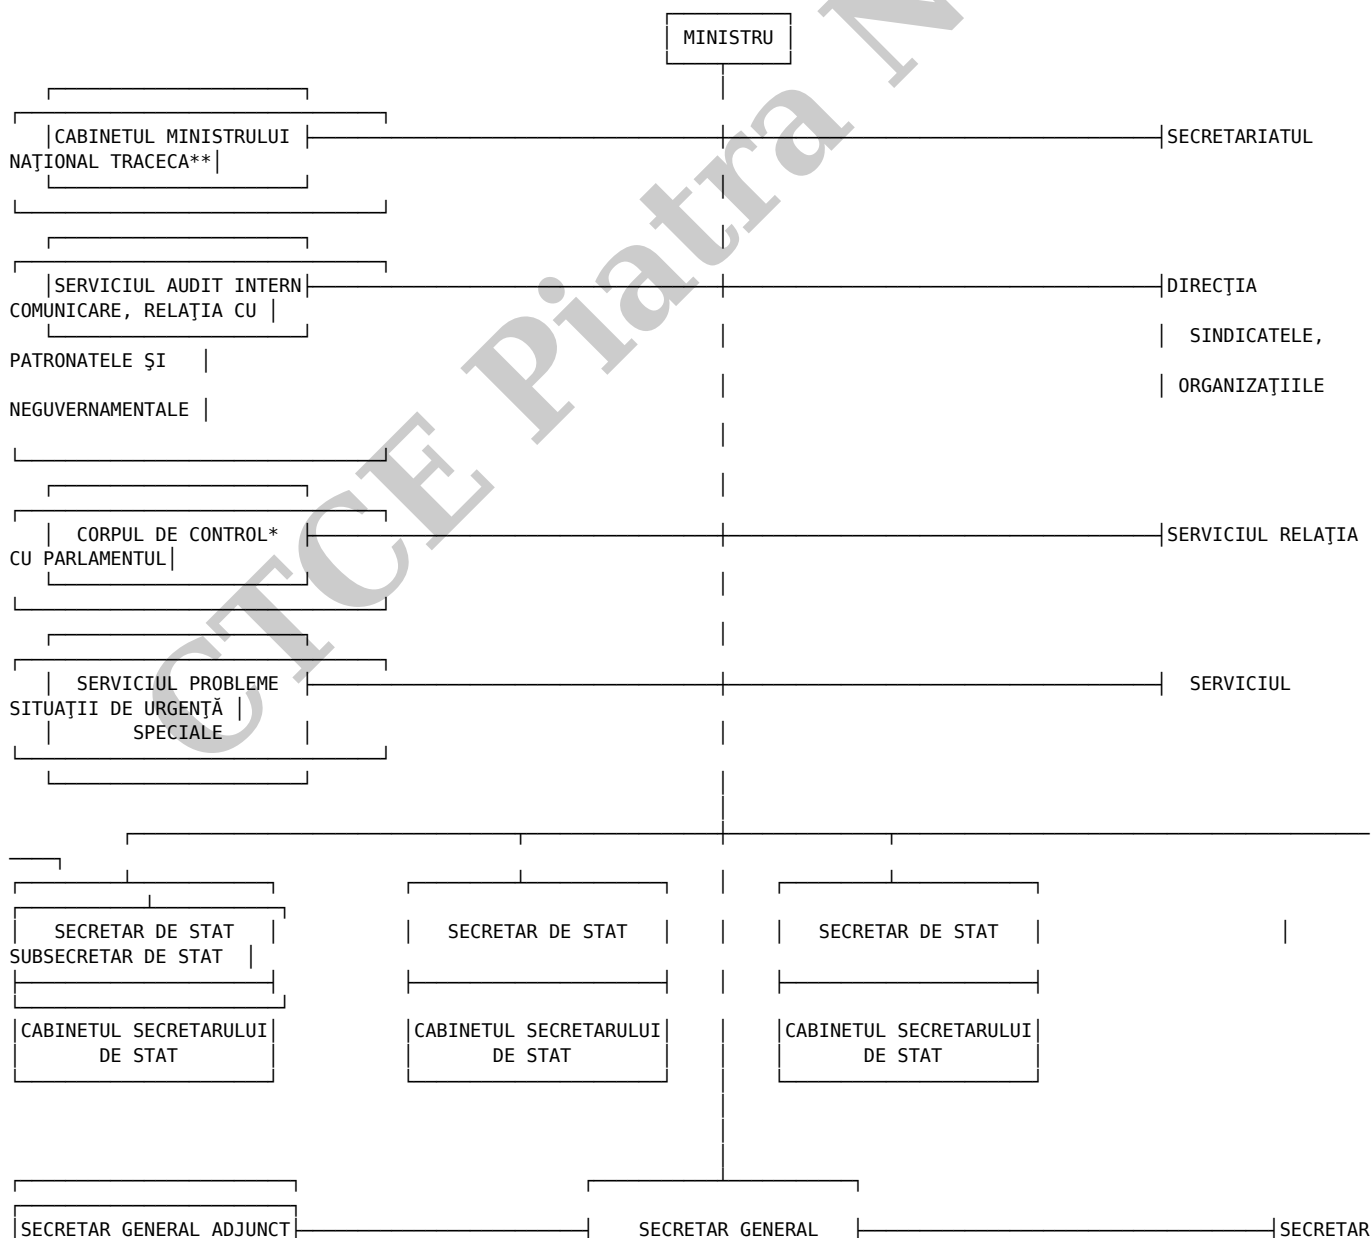 MINISTRU
CABINETUL MINISTRULUI SECRETARIATUL
NAŢIONAL TRACECA**
SERVICIUL AUDIT INTERN DIRECŢIA
COMUNICARE, RELAŢIA CU
SINDICATELE,
PATRONATELE ŞI
ORGANIZAŢIILE
NEGUVERNAMENTALE
CORPUL DE CONTROL* SERVICIUL RELAŢIA
CU PARLAMENTUL
SERVICIUL PROBLEME SERVICIUL
SITUAŢII DE URGENŢĂ
SPECIALE
SECRETAR DE STAT SECRETAR DE STAT SECRETAR DE STAT
SUBSECRETAR DE STAT
CABINETUL SECRETARULUI CABINETUL SECRETARULUI CABINETUL SECRETARULUI
DE STAT DE STAT DE STAT
SECRETAR GENERAL ADJUNCT SECRETAR GENERAL SECRETAR
CTCE Piatra N